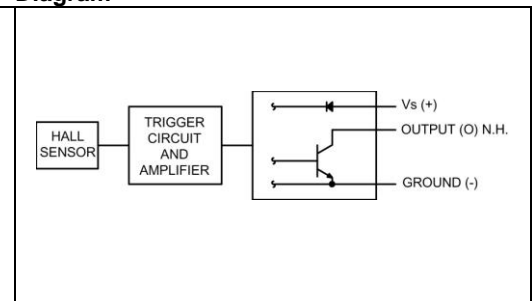 Diagram
HALL
SENSOR
TRIGGER
CIRCUIT
AND
AMPLIFIER
Vs (+)
OUTPUT (O) N.H.
GROUND (-)